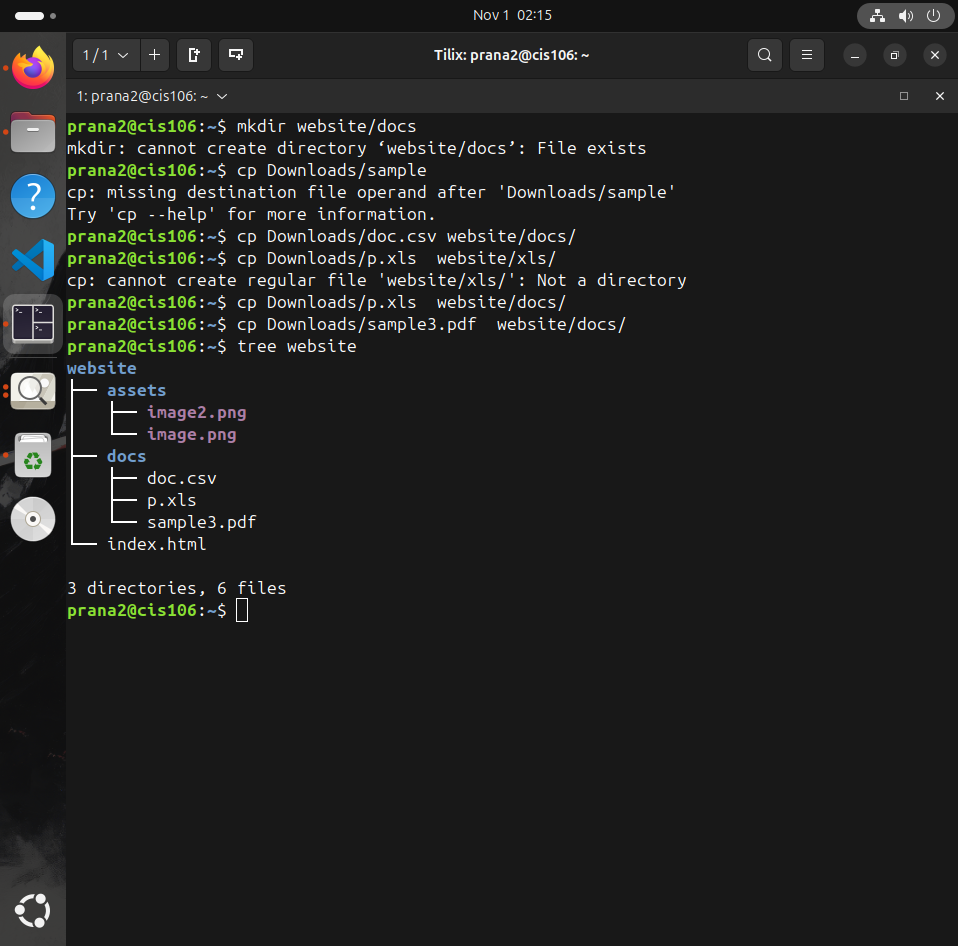 Nov 1 02:15
1 / 1
Tilix: prana2@cis106: ~
1: prana2@cis106: ~
prana2@cis106:~$ mkdir website/docs
mkdir: cannot create directory ‘website/docs’: File exists
prana2@cis106:~$ cp Downloads/sample
cp: missing destination file operand after 'Downloads/sample'
Try 'cp --help' for more information.
prana2@cis106:~$ cp Downloads/doc.csv website/docs/
prana2@cis106:~$ cp Downloads/p.xls  website/xls/
cp: cannot create regular file 'website/xls/': Not a directory
prana2@cis106:~$ cp Downloads/p.xls  website/docs/
prana2@cis106:~$ cp Downloads/sample3.pdf  website/docs/
prana2@cis106:~$ tree website
website
├── assets
│   ├── image2.png
│   └── image.png
├── docs
│   ├── doc.csv
│   ├── p.xls
│   └── sample3.pdf
└── index.html
3 directories, 6 files
prana2@cis106:~$